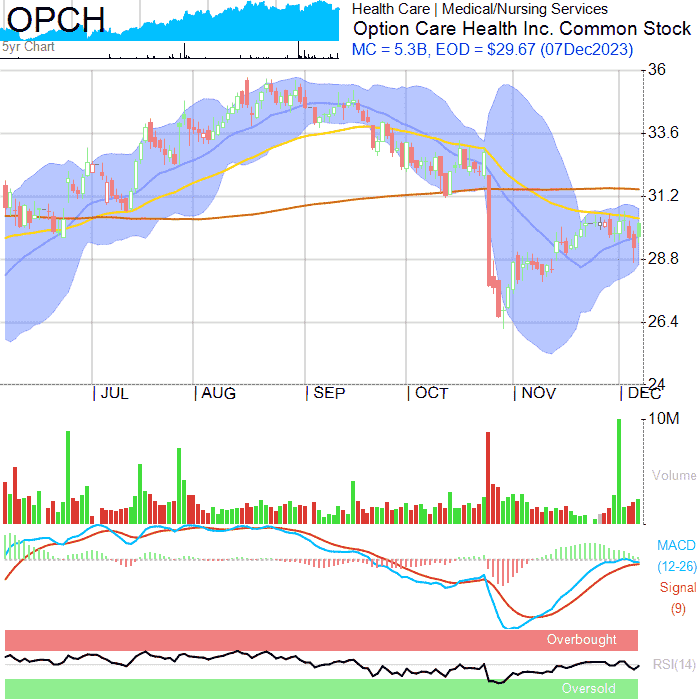 OPCH
5yr Chart
Health Care | Medical/Nursing Services
Option Care Health Inc. Common Stock
MC = 5.3B, EOD = $29.67 (07Dec2023)
36
33.6
31.2
28.8
26.4
24
JUL AUG SEP OCT NOV DEC
10M
Volume
MACD
(12-26)
Signal
(9)
Overbought
RSI(14)
Oversold